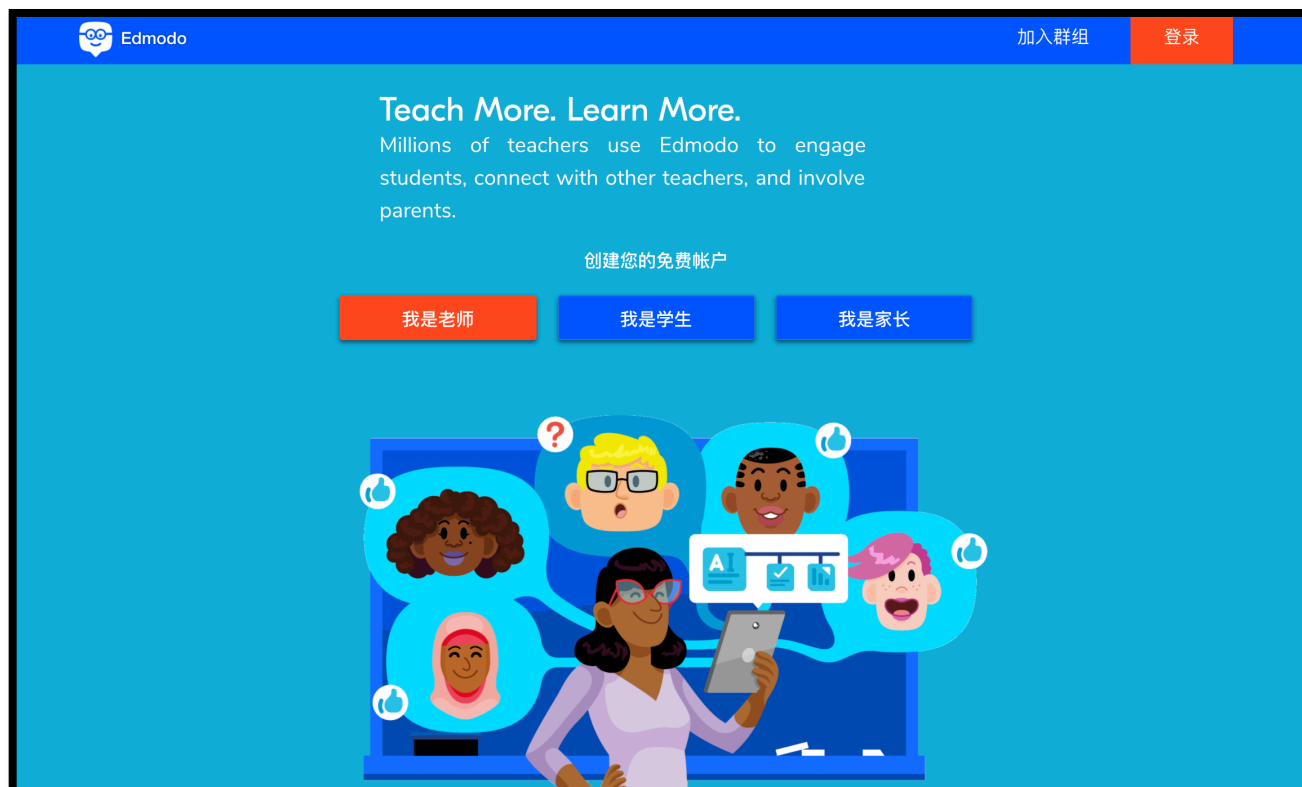 Edmodo
加入群组
登录
Teach More. Learn More.
Millions of teachers use Edmodo to engage
students, connect with other teachers, and involve
parents.
创建您的免费帐户
我是老师
我是学生
我是家长
?
AI